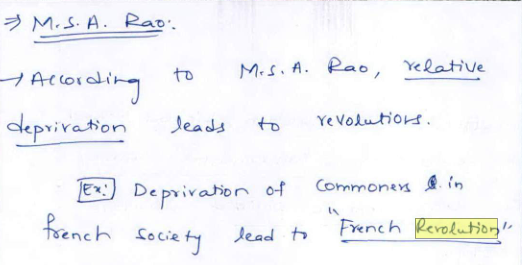 ⇒ M.S.A. Rao:
→ According to M.S.A. Rao, relative
deprivation leads to revolutions.
Ex: Deprivation of commoners in
french society lead to "French Revolution"